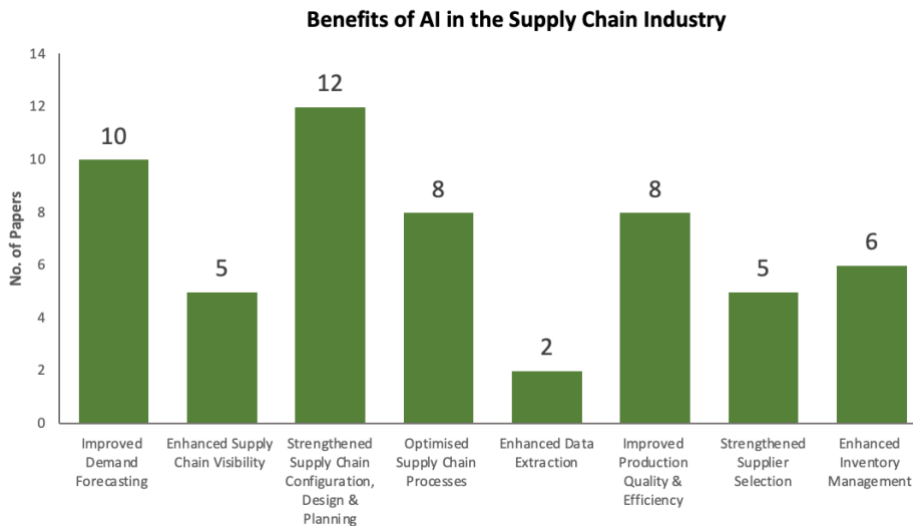 Benefits of AI in the Supply Chain Industry
No. of Papers
14
12
10
8
6
4
2
0
10
5
12
8
2
8
5
6
Improved
Demand
Forecasting
Enhanced Supply
Chain Visibility
Strengthened
Supply Chain
Configuration,
Design &
Planning
Optimised
Supply Chain
Processes
Enhanced Data
Extraction
Improved
Production
Quality &
Efficiency
Strengthened
Supplier
Selection
Enhanced
Inventory
Management